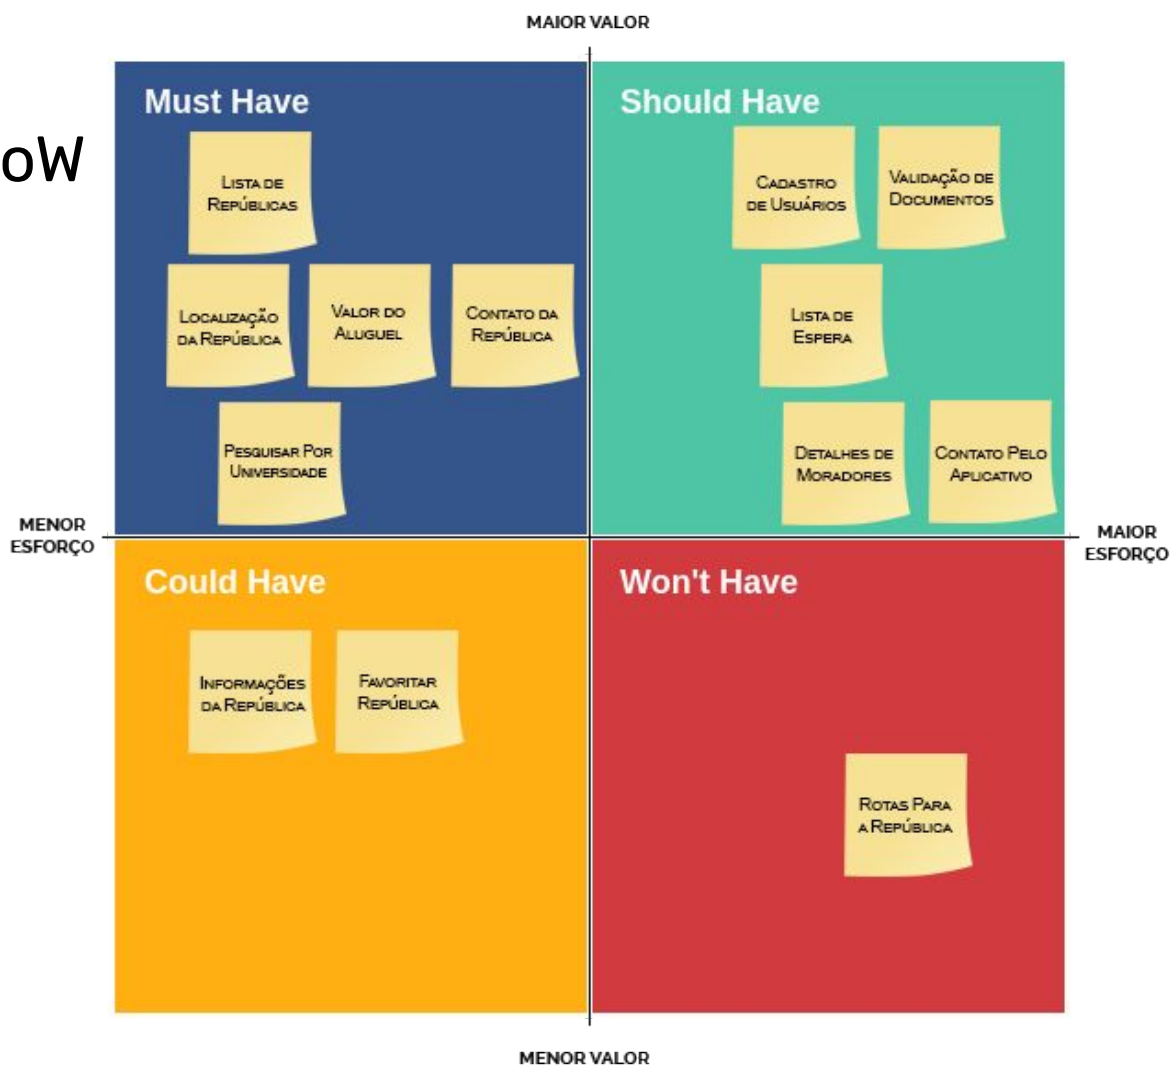 MAIOR VALOR
oW
Must Have
LISTA DE
REPÚBLICAS
LOCALIZAÇÃO
DA REPÚBLICA
VALOR DO
ALUGUEL
CONTATO DA
REPÚBLICA
PESQUISAR POR
UNIVERSIDADE
Should Have
CADASTRO
DE USUÁRIOS
VALIDAÇÃO DE
DOCUMENTOS
LISTA DE
ESPERA
DETALHES DE
MORADORES
CONTATO PELO
APLICATIVO
MENOR
ESFORÇO
MAIOR
ESFORÇO
Could Have
INFORMAÇÕES
DA REPÚBLICA
FAVORITAR
REPÚBLICA
Won't Have
ROTAS PARA
A REPÚBLICA
MENOR VALOR